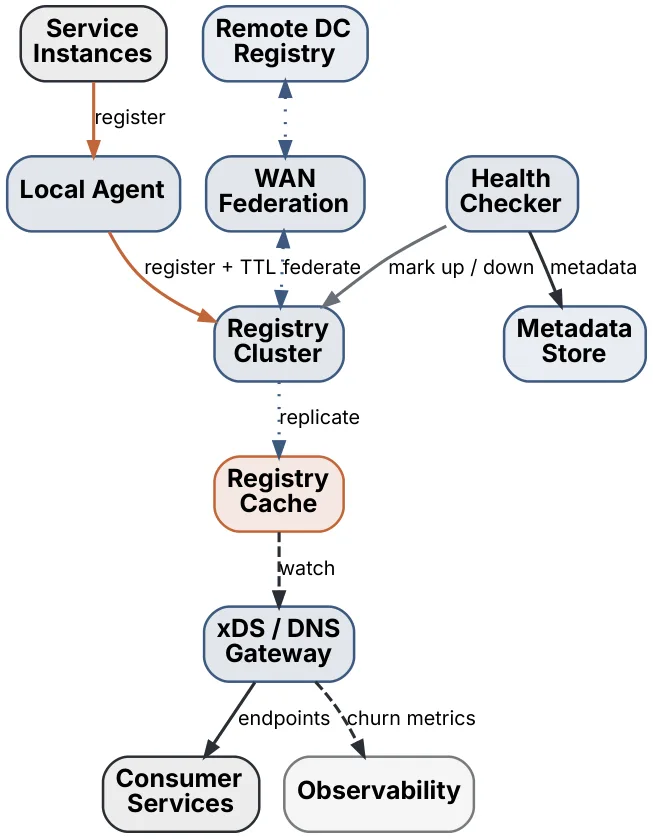 Service
Instances
Remote DC
Registry
register
Local Agent
WAN
Federation
Health
Checker
register + TTL
federate
mark up / down
metadata
Registry
Cluster
Metadata
Store
replicate
Registry
Cache
watch
xDS / DNS
Gateway
endpoints
churn metrics
Consumer
Services
Observability